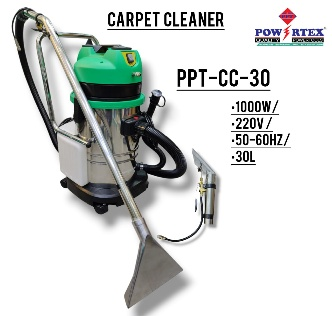 CARPET CLEANER
POWERTEX
PPT-CC-30
•1000W/
•220V /
•50-60HZ/
•30L